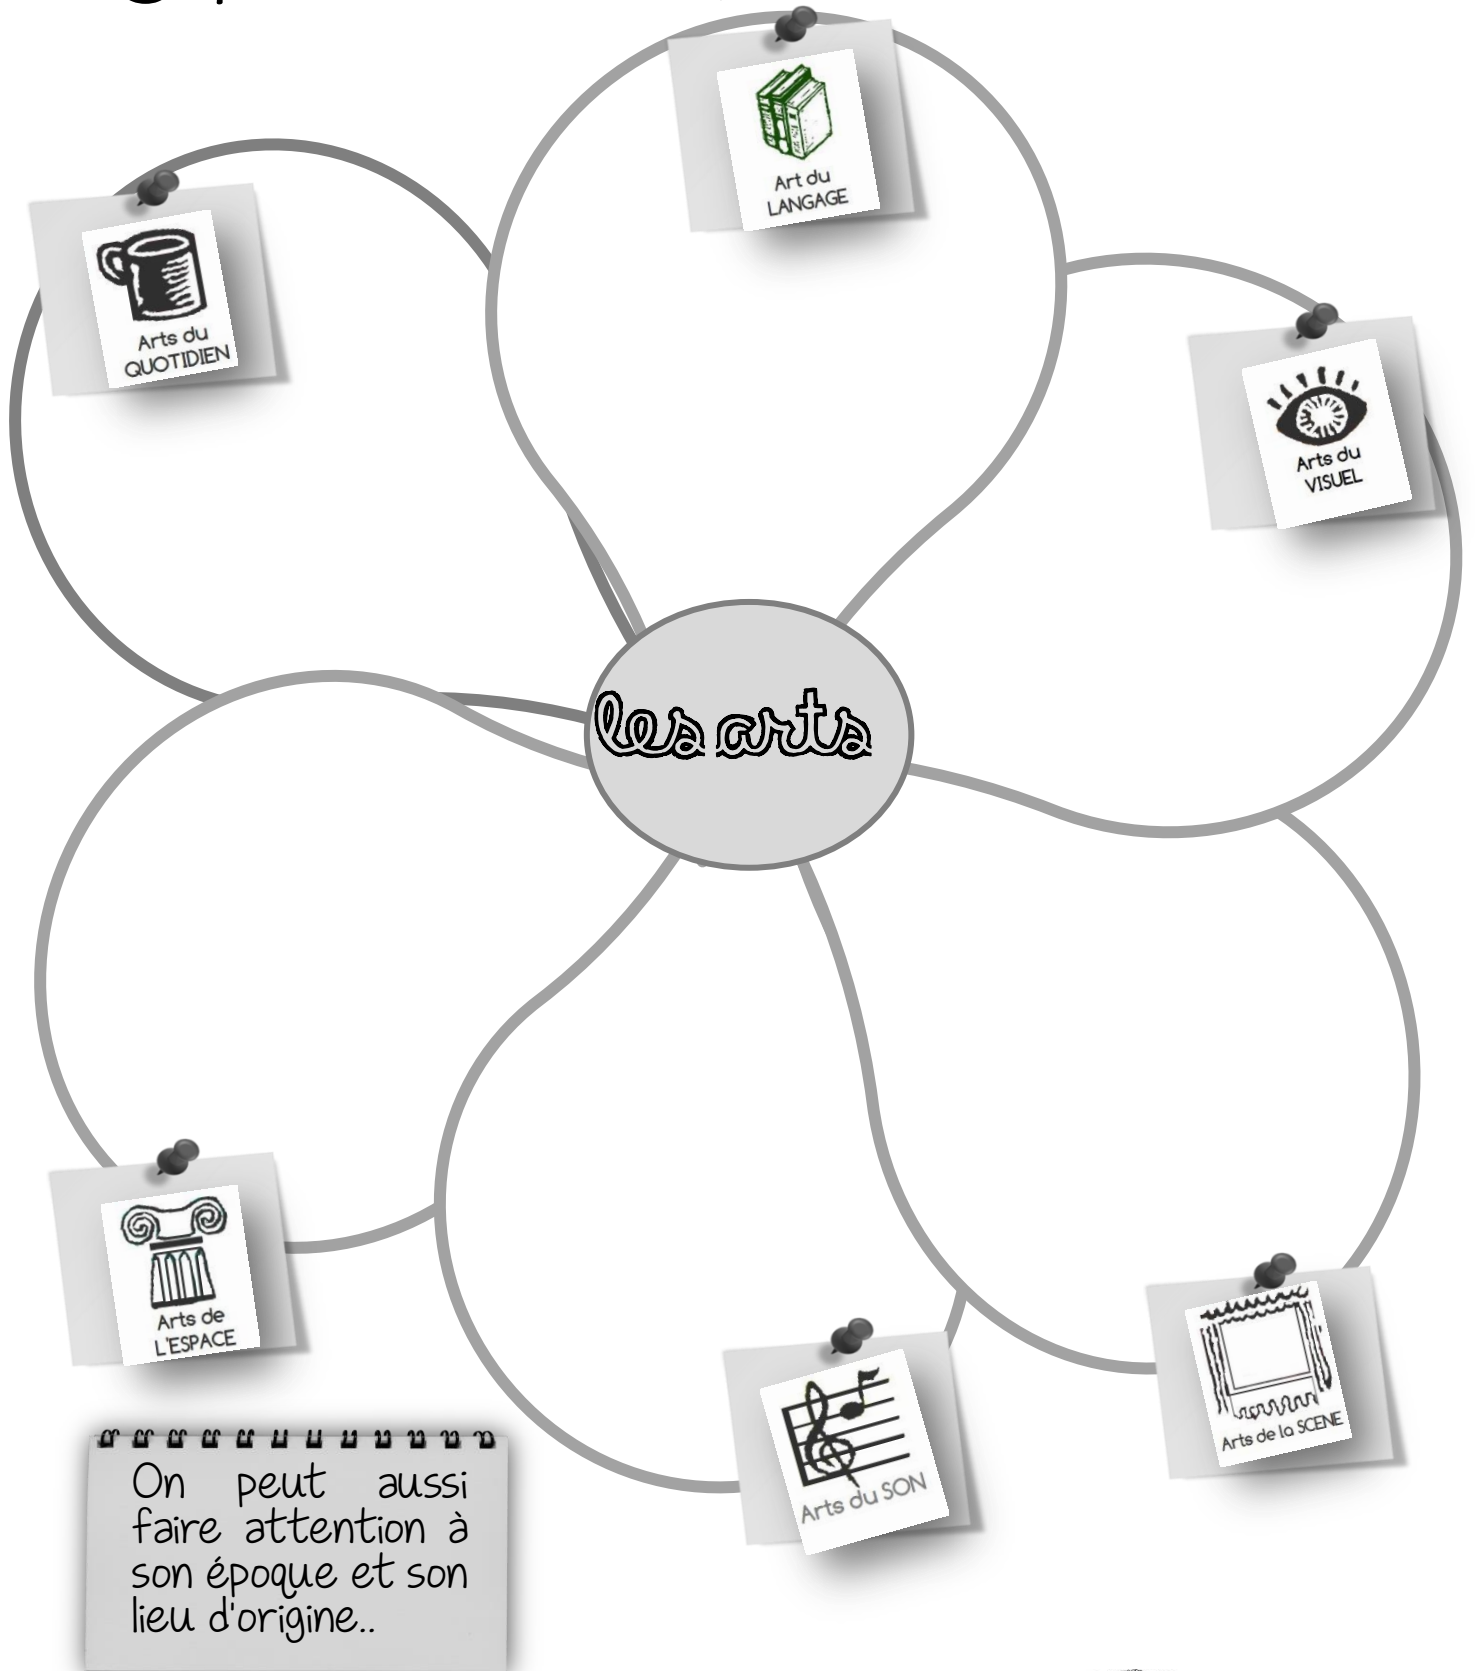 Art du
LANGAGE
Arts du
QUOTIDIEN
Arts du
VISUEL
les arts
Arts de
L'ESPACE
Arts du SON
Arts de la SCENE
On peut aussi
faire attention à
son époque et son
lieu d'origine..